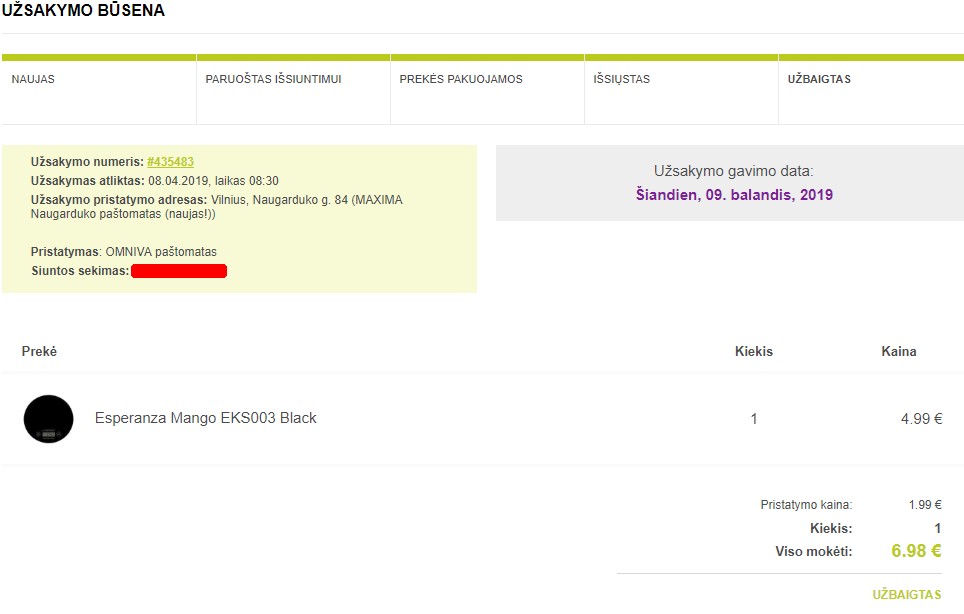 UŽSAKYMO BŪSENA
NAUJAS
PARUOŠTAS IŠSIUNTIMUI
PREKĖS PAKUOJAMOS
IŠSIŲSTAS
UŽBAIGTAS
Užsakymo numeris: #435483
Užsakymas atliktas: 08.04.2019, laikas 08:30
Užsakymo pristatymo adresas: Vilnius, Naugarduko g. 84 (MAXIMA
Naugarduko paštomatas (naujas!))
Pristatymas: OMNIVA paštomatas
Siuntos sekimas:
Užsakymo gavimo data:
Šiandien, 09. balandis, 2019
Prekė Kiekis Kaina
Esperanza Mango EKS003 Black 1 4.99 €
Pristatymo kaina: 1.99 €
Kiekis: 1
Viso mokėti: 6.98 €
UŽBAIGTAS